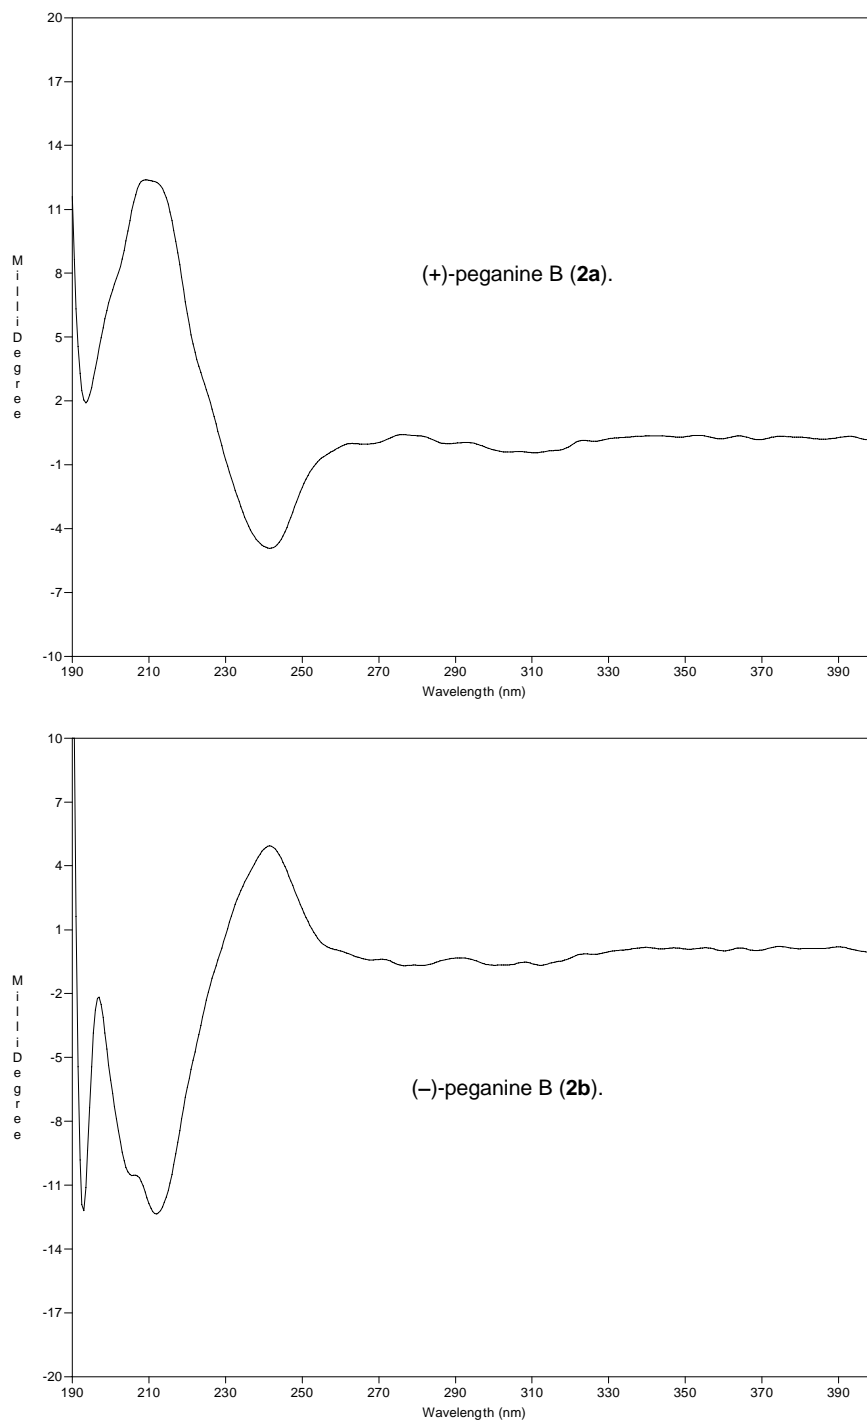 20
17
14
11
8
5
2
-1
-4
-7
-10
MilliDegree
(+)-peganine B (2a).
190 210 230 250 270 290 310 330 350 370 390
Wavelength (nm)
10
7
4
1
-2
-5
-8
-11
-14
-17
-20
MilliDegree
(–)-peganine B (2b).
190 210 230 250 270 290 310 330 350 370 390
Wavelength (nm)